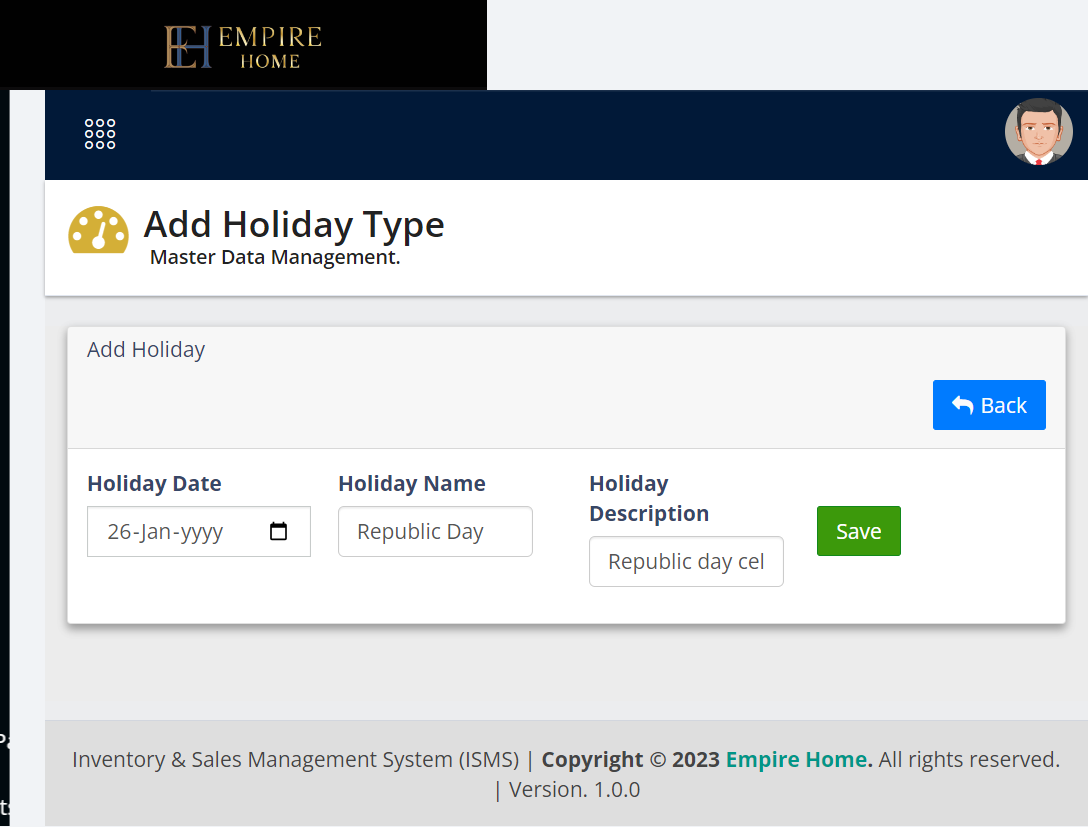 EMPIRE
HOME
Add Holiday Type
Master Data Management.
Add Holiday
Back
Holiday Date
Holiday Name
Holiday
Description
26-Jan-yyyy
Republic Day
Republic day cel
Save
Inventory & Sales Management System (ISMS) | Copyright © 2023 Empire Home. All rights reserved.
| Version. 1.0.0